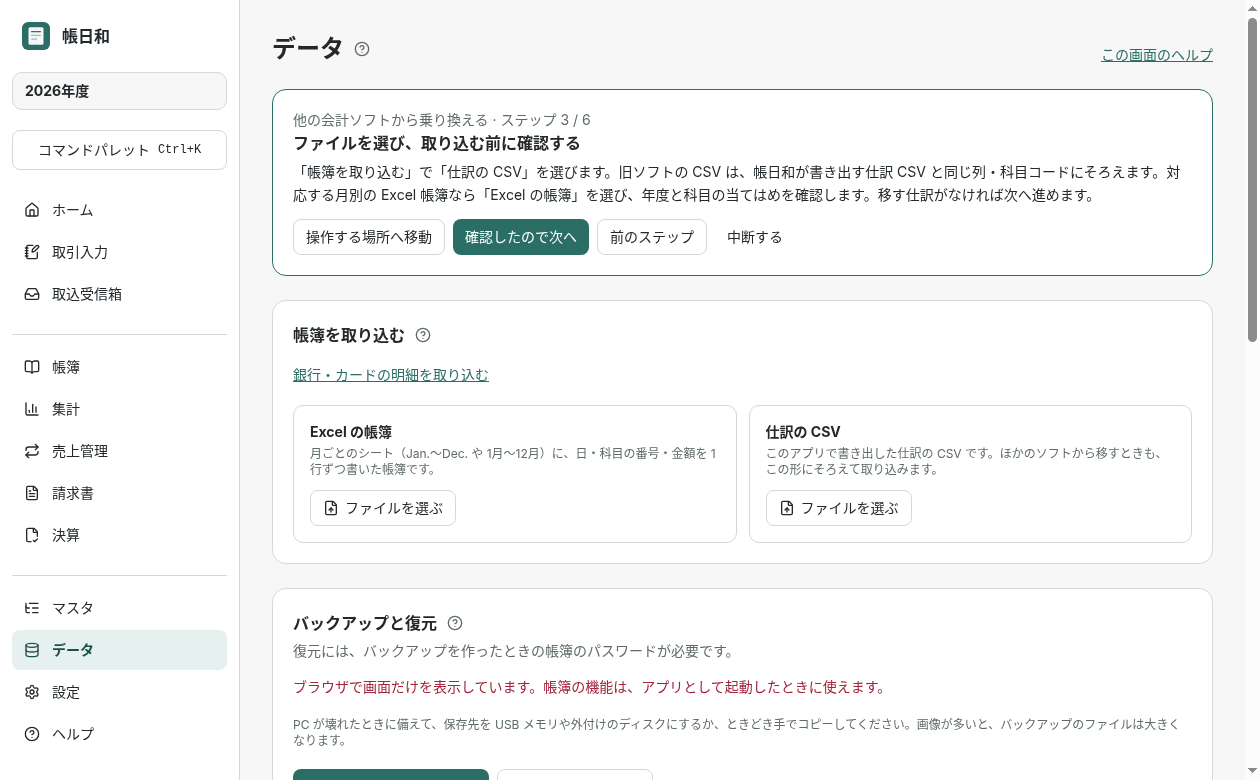 帳日和
2026年度
コマンドパレット Ctrl+K
ホーム
取引入力
取込受信箱
帳簿
集計
売上管理
請求書
決算
マスタ
データ
設定
ヘルプ
データ
この画面のヘルプ
他の会計ソフトから乗り換える · ステップ 3 / 6
ファイルを選び、取り込む前に確認する
「帳簿を取り込む」で「仕訳の CSV」を選びます。旧ソフトの CSV は、帳日和が書き出す仕訳 CSV と同じ列・科目コードにそろえます。対
応する月別の Excel 帳簿なら「Excel の帳簿」を選び、年度と科目の当てはめを確認します。移す仕訳がなければ次へ進めます。
操作する場所へ移動
確認したので次へ
前のステップ
中断する
帳簿を取り込む
銀行・カードの明細を取り込む
Excel の帳簿
月ごとのシート（Jan.〜Dec. や 1月〜12月）に、日・科目の番号・金額を 1
行ずつ書いた帳簿です。
ファイルを選ぶ
仕訳の CSV
このアプリで書き出した仕訳の CSV です。ほかのソフトから移すときも、
この形にそろえて取り込みます。
ファイルを選ぶ
バックアップと復元
復元には、バックアップを作ったときの帳簿のパスワードが必要です。
ブラウザで画面だけを表示しています。帳簿の機能は、アプリとして起動したときに使えます。
PC が壊れたときに備えて、保存先を USB メモリや外付けのディスクにするか、ときどき手でコピーしてください。画像が多いと、バックアップのファイルは大きく
なります。